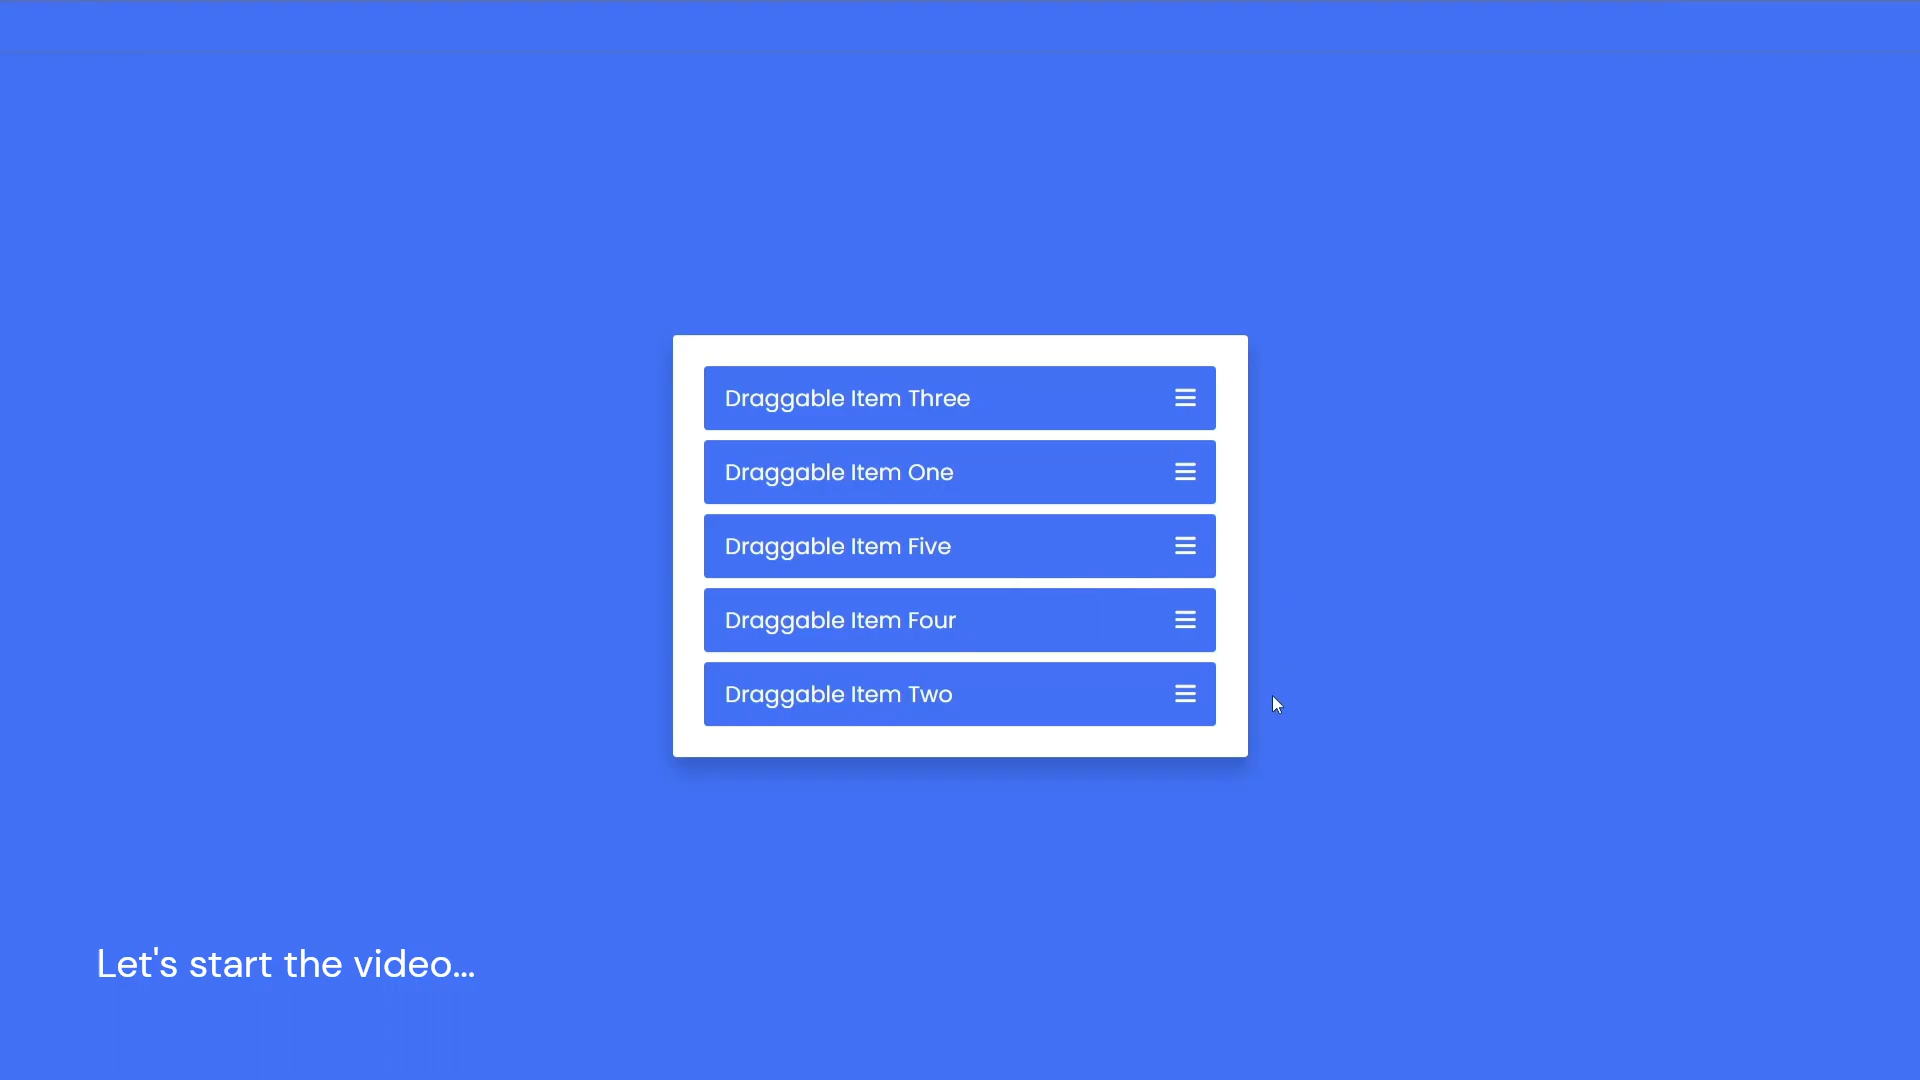 Draggable Item Three
Draggable Item One
Draggable Item Five
Draggable Item Four
Draggable Item Two
Let's start the video...